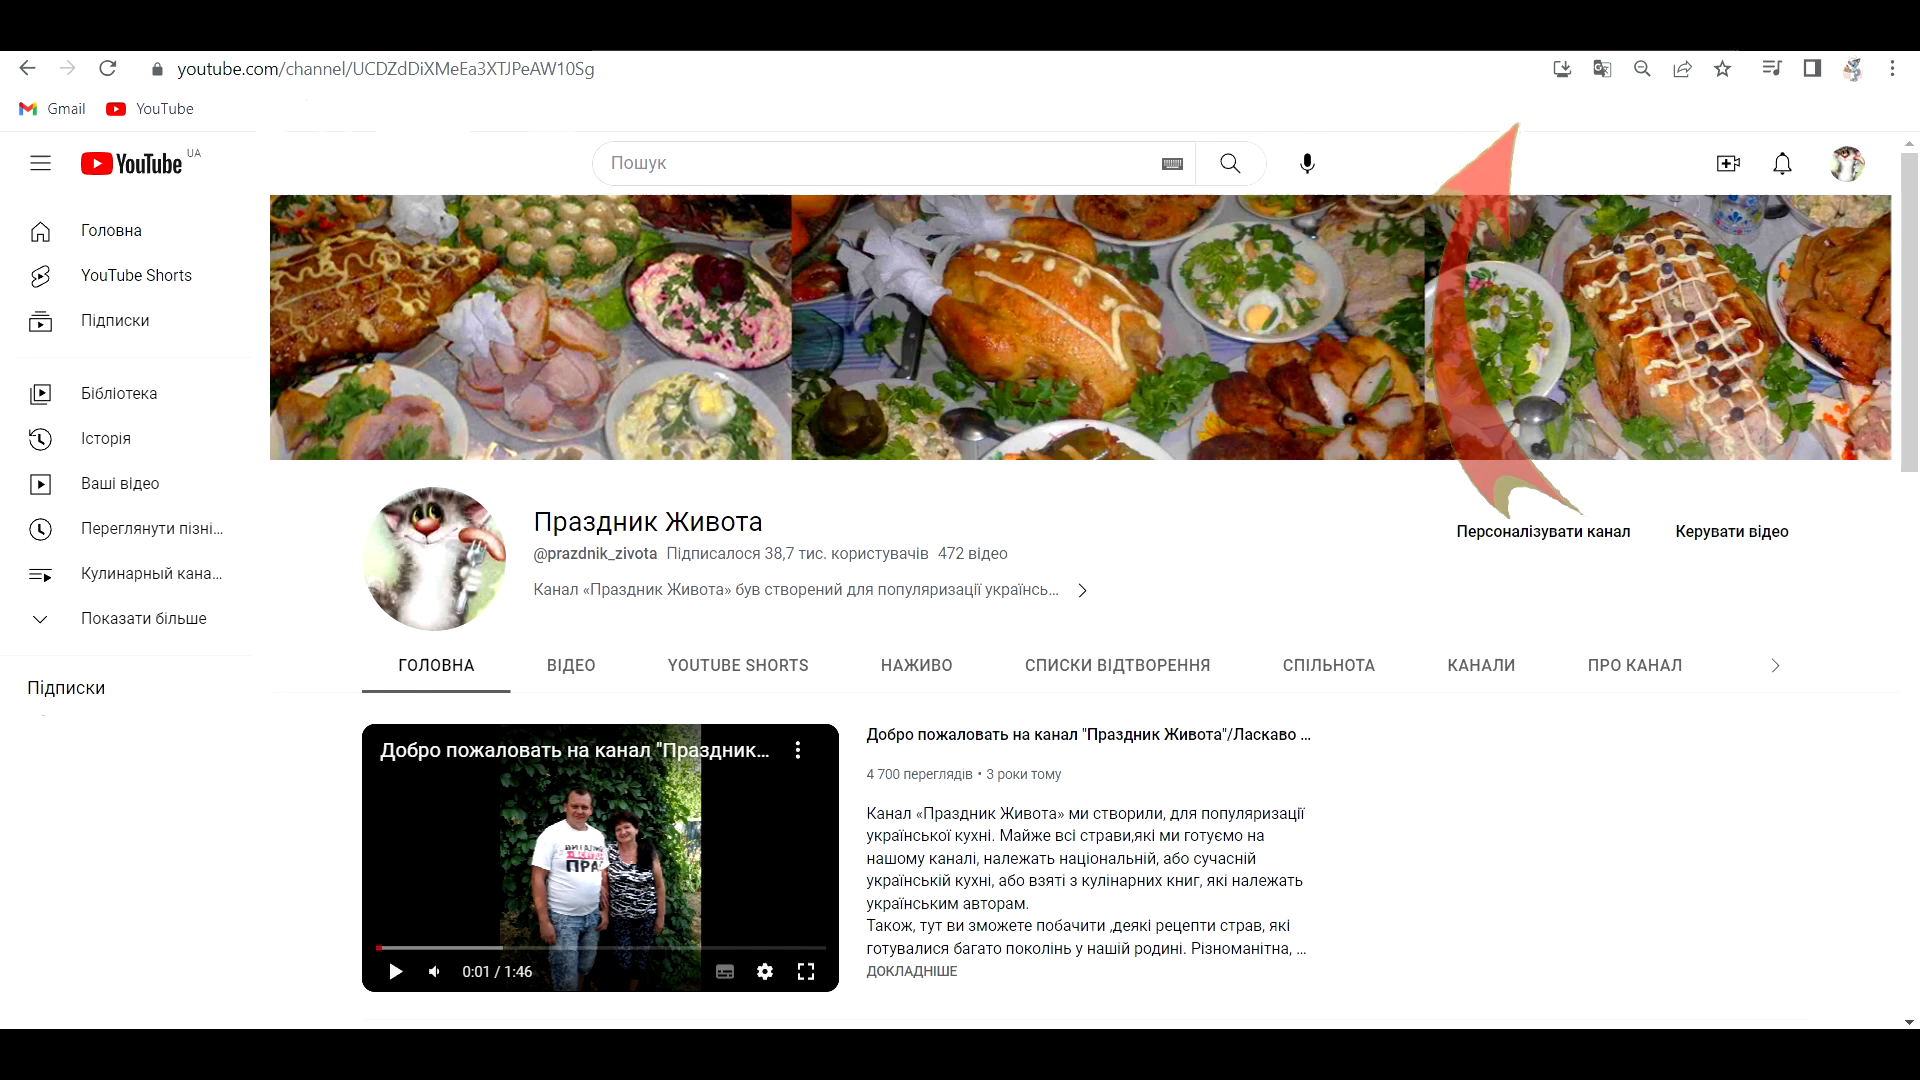 youtube.com/channel/UCDZdDiXMeEa3XTJPeAW10Sg
Gmail YouTube
YouTube UA
Пошук
Головна
YouTube Shorts
Підписки
Бібліотека
Історія
Ваші відео
Переглянути пізні...
Кулинарный кана...
Показати більше
Підписки
Праздник Живота
@prazdnik_zivota Підписалося 38,7 тис. користувачів 472 відео
Канал «Праздник Живота» був створений для популяризації українсь...
Персоналізувати канал Керувати відео
ГОЛОВНА ВІДЕО YOUTUBE SHORTS НАЖИВО СПИСКИ ВІДТВОРЕННЯ СПІЛЬНОТА КАНАЛИ ПРО КАНАЛ
Добро пожаловать на канал "Праздник...
0:01 / 1:46
Добро пожаловать на канал "Праздник Живота"/Ласкаво ...
4 700 переглядів • 3 роки тому
Канал «Праздник Живота» ми створили, для популяризації
української кухні. Майже всі страви,які ми готуємо на
нашому каналі, належать національній, або сучасній
українській кухні, або взяті з кулінарних книг, які належать
українським авторам.
Також, тут ви зможете побачити ,деякі рецепти страв, які
готувалися багато поколінь у нашій родині. Різноманітна, ...
ДОКЛАДНІШЕ